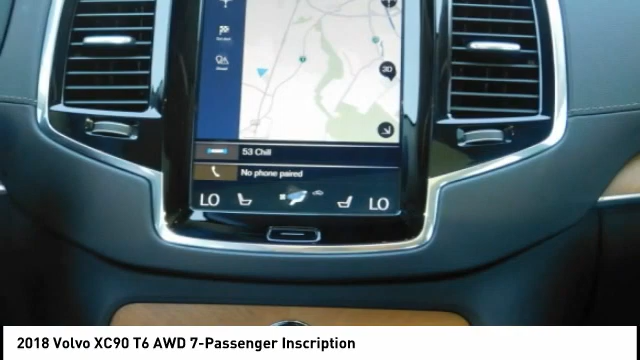 3D
53 Chill
No phone paired
LO LO
2018 Volvo XC90 T6 AWD 7-Passenger Inscription